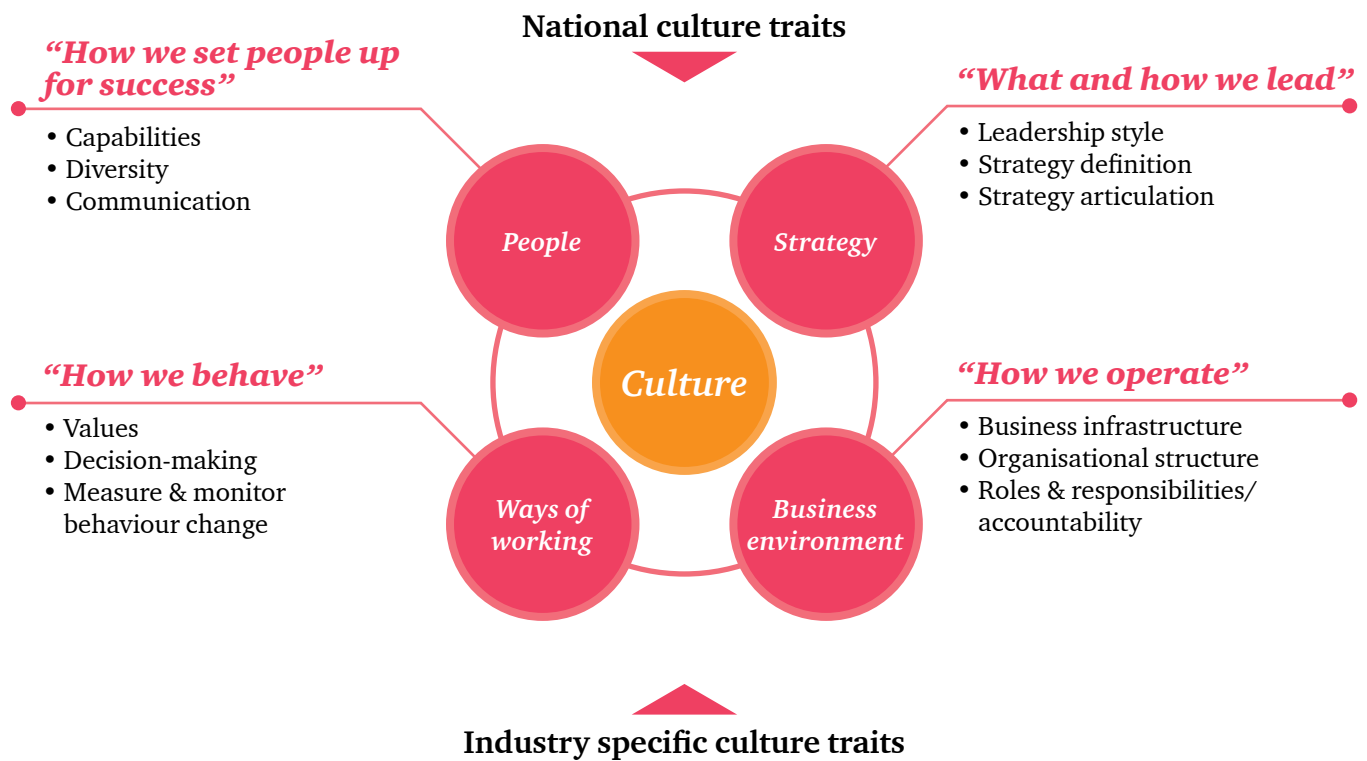 National culture traits
“How we set people up
for success”
• Capabilities
• Diversity
• Communication
“What and how we lead”
• Leadership style
• Strategy definition
• Strategy articulation
People
Strategy
Culture
“How we behave”
• Values
• Decision-making
• Measure & monitor
behaviour change
“How we operate”
• Business infrastructure
• Organisational structure
• Roles & responsibilities/
accountability
Ways of
working
Business
environment
Industry specific culture traits